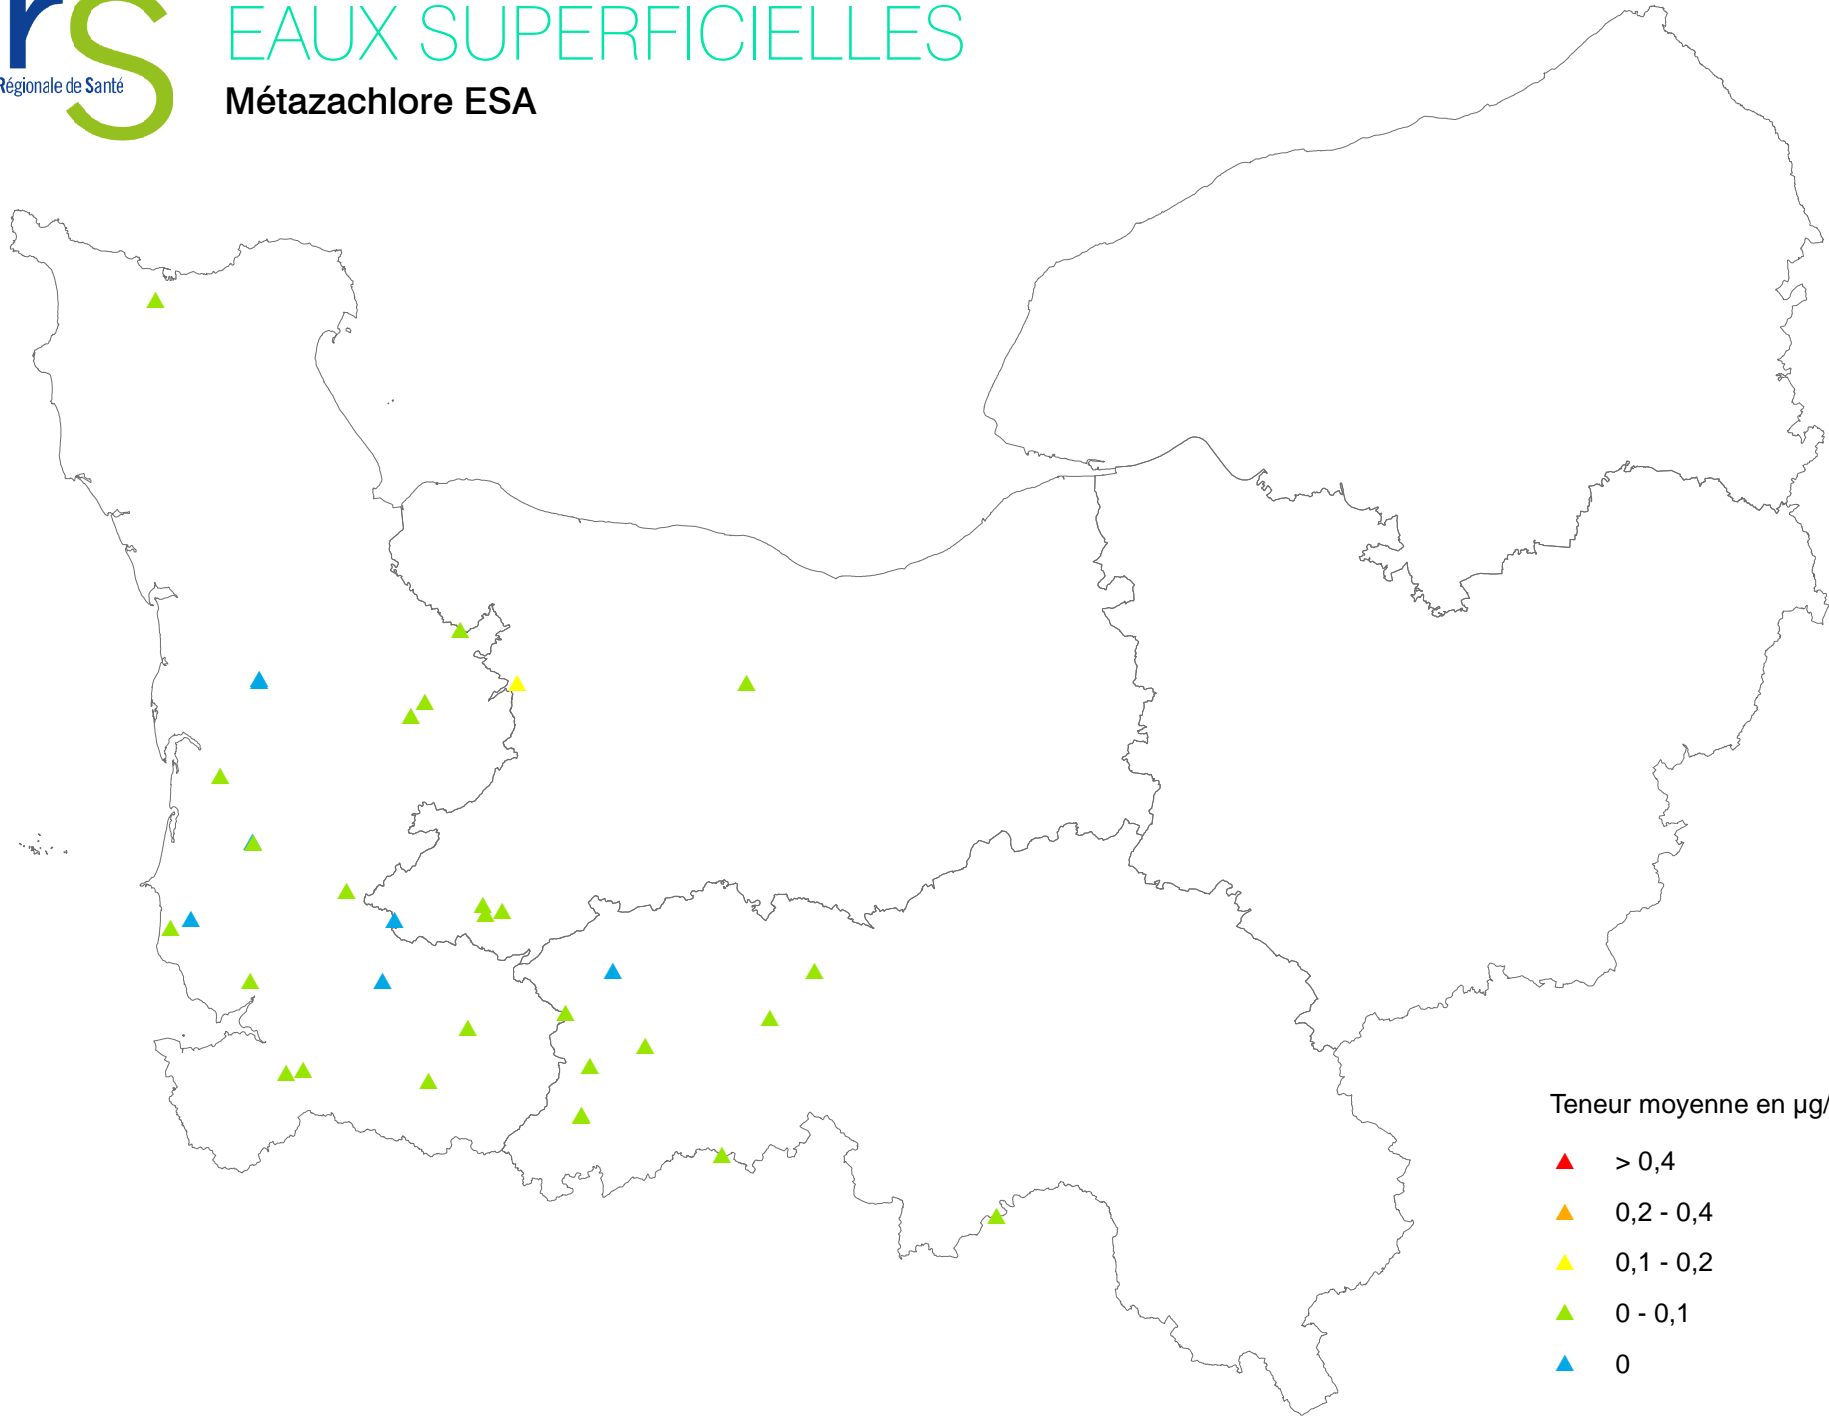 rS
Régionale de Santé
EAUX SUPERFICIELLES
Métazachlore ESA
Teneur moyenne en µg/
> 0,4
0,2 - 0,4
0,1 - 0,2
0 - 0,1
0